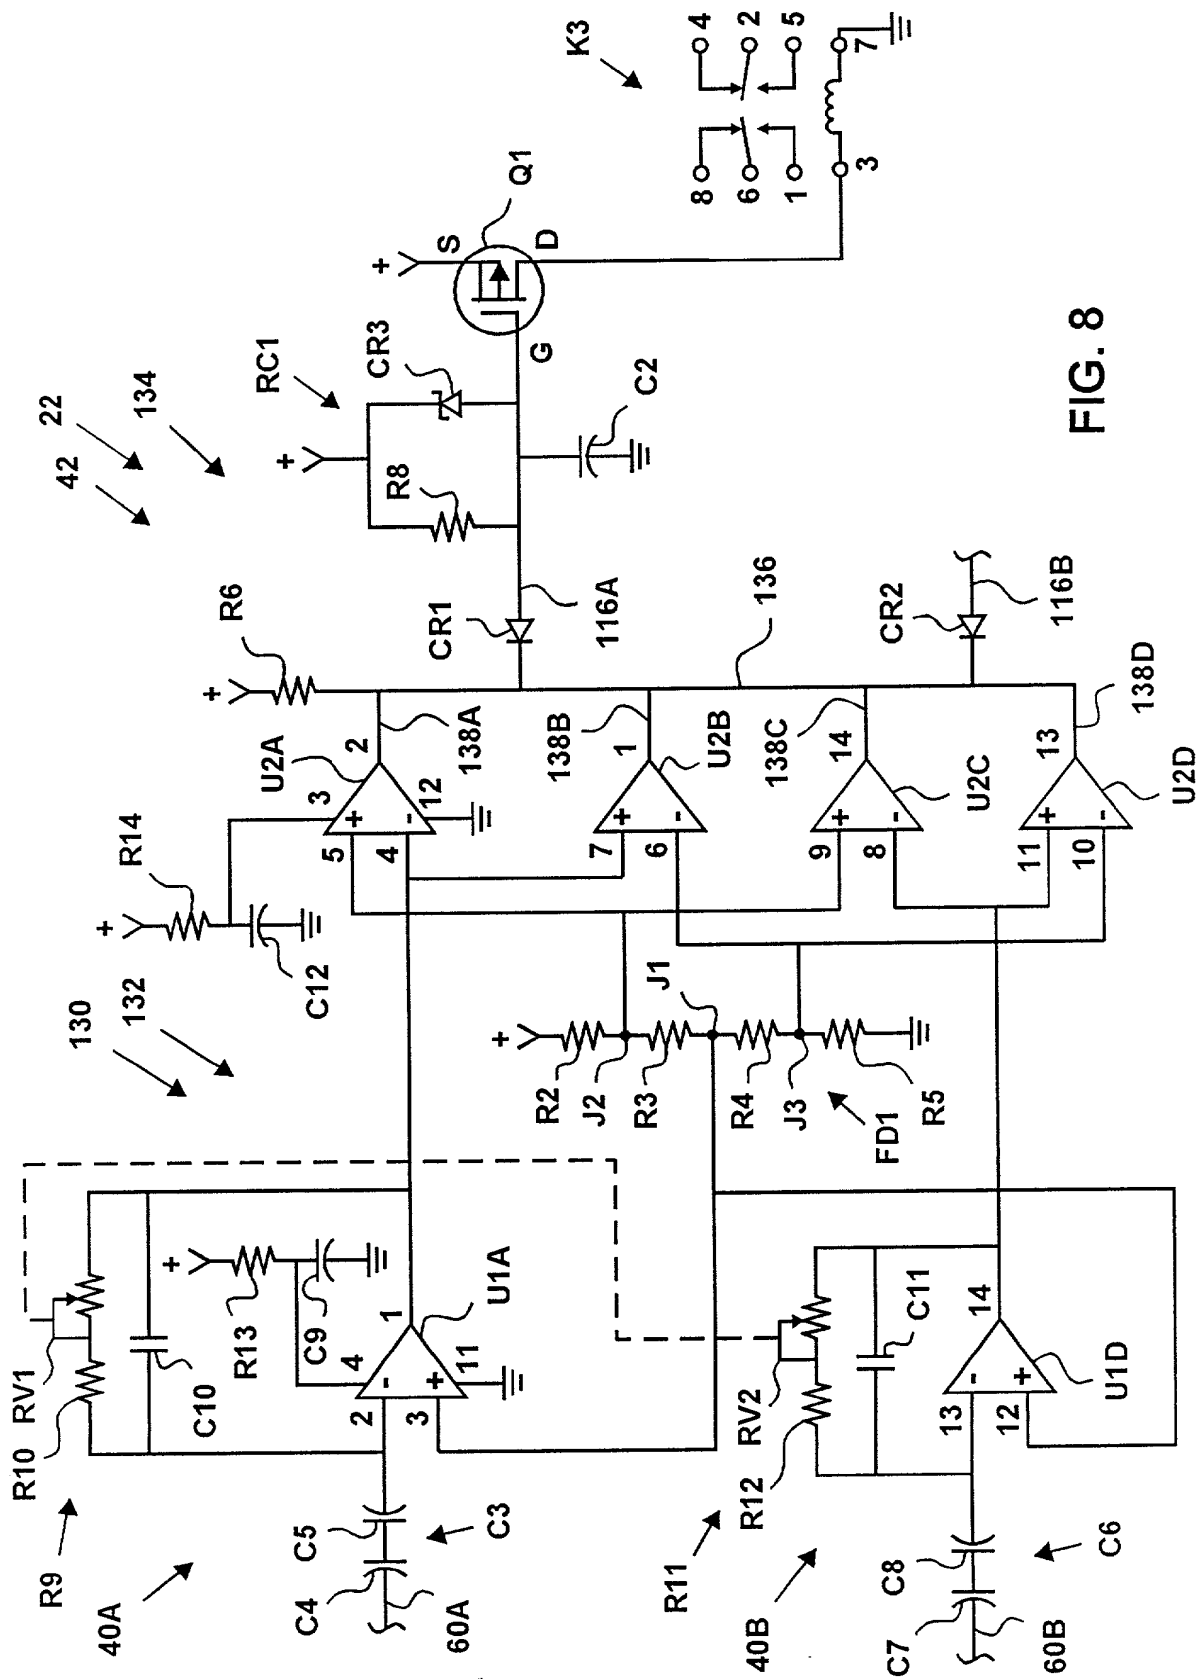 22
42
134
130
132
R9
R10
RV1
C10
R13
+
C9
4
-
+
2
3
1
11
U1A
C5
C4
C3
40A
60A
R14
+
C12
U2A
3
5
+
4
-
12
2
138A
R6
+
RC1
+
R8
CR3
C2
CR1
116A
Q1
+
S
G
D
K3
4
2
5
8
6
1
3
7
138B
7
+
6
-
1
U2B
136
138C
9
+
8
-
14
U2C
CR2
116B
11
+
10
-
13
138D
U2D
+
R2
J2
R3
J1
R4
J3
R5
FD1
R11
R12
RV2
C11
13
-
12
+
14
U1D
C8
C7
C6
40B
60B
FIG. 8